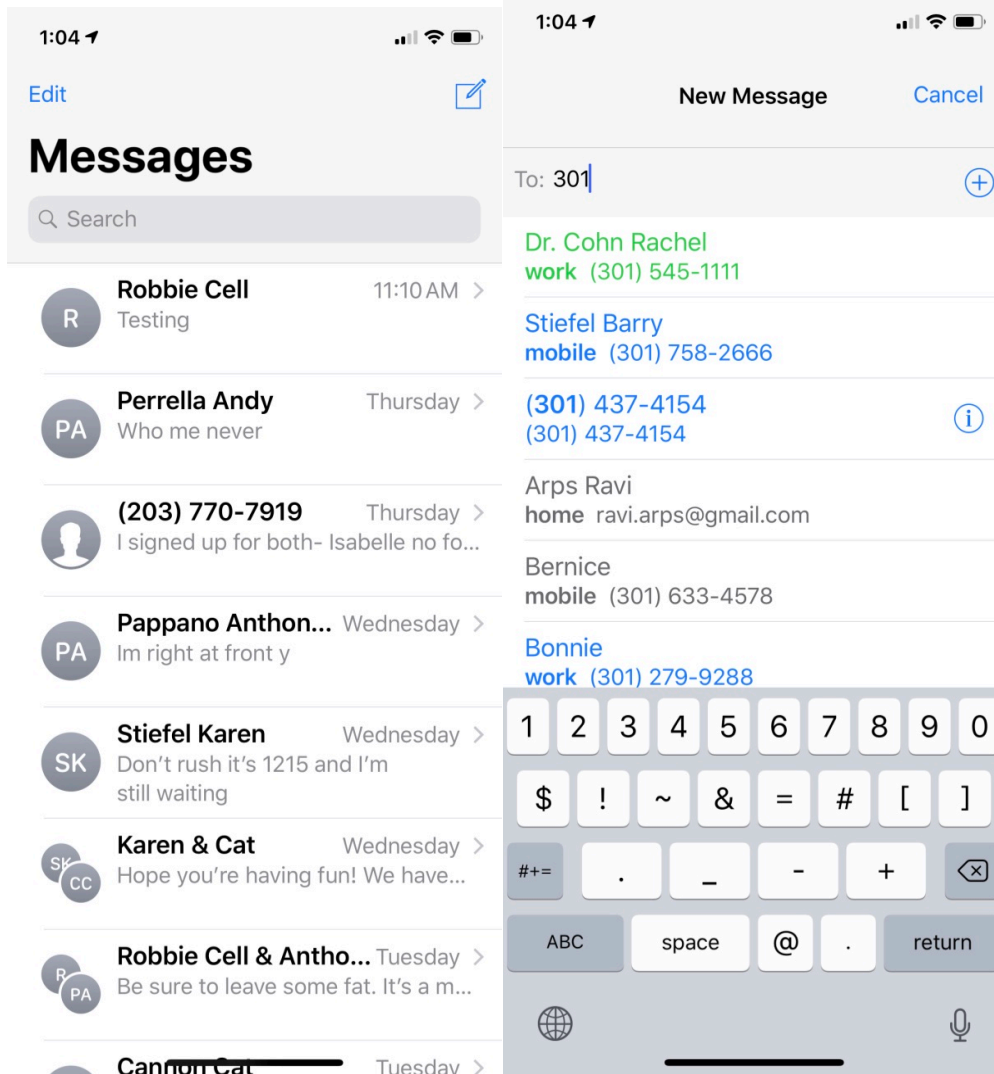 1:04
Edit
Messages
Search
Robbie Cell 11:10 AM
Testing
R
Perrella Andy Thursday
Who me never
PA
(203) 770-7919 Thursday
I signed up for both- Isabelle no fo...
Pappano Anthon... Wednesday
Im right at front y
PA
Stiefel Karen Wednesday
Don't rush it's 1215 and I'm
still waiting
SK
Karen & Cat Wednesday
Hope you're having fun! We have...
SK
CC
Robbie Cell & Antho... Tuesday
Be sure to leave some fat. It's a m...
R
PA
Cannon Cat Tuesday
1:04
New Message Cancel
To: 301
Dr. Cohn Rachel
work (301) 545-1111
Stiefel Barry
mobile (301) 758-2666
(301) 437-4154
(301) 437-4154
Arps Ravi
home ravi.arps@gmail.com
Bernice
mobile (301) 633-4578
Bonnie
work (301) 279-9288
1 2 3 4 5 6 7 8 9 0
$ ! ~ & = # [ ]
#+= . _ - +
ABC space @ . return